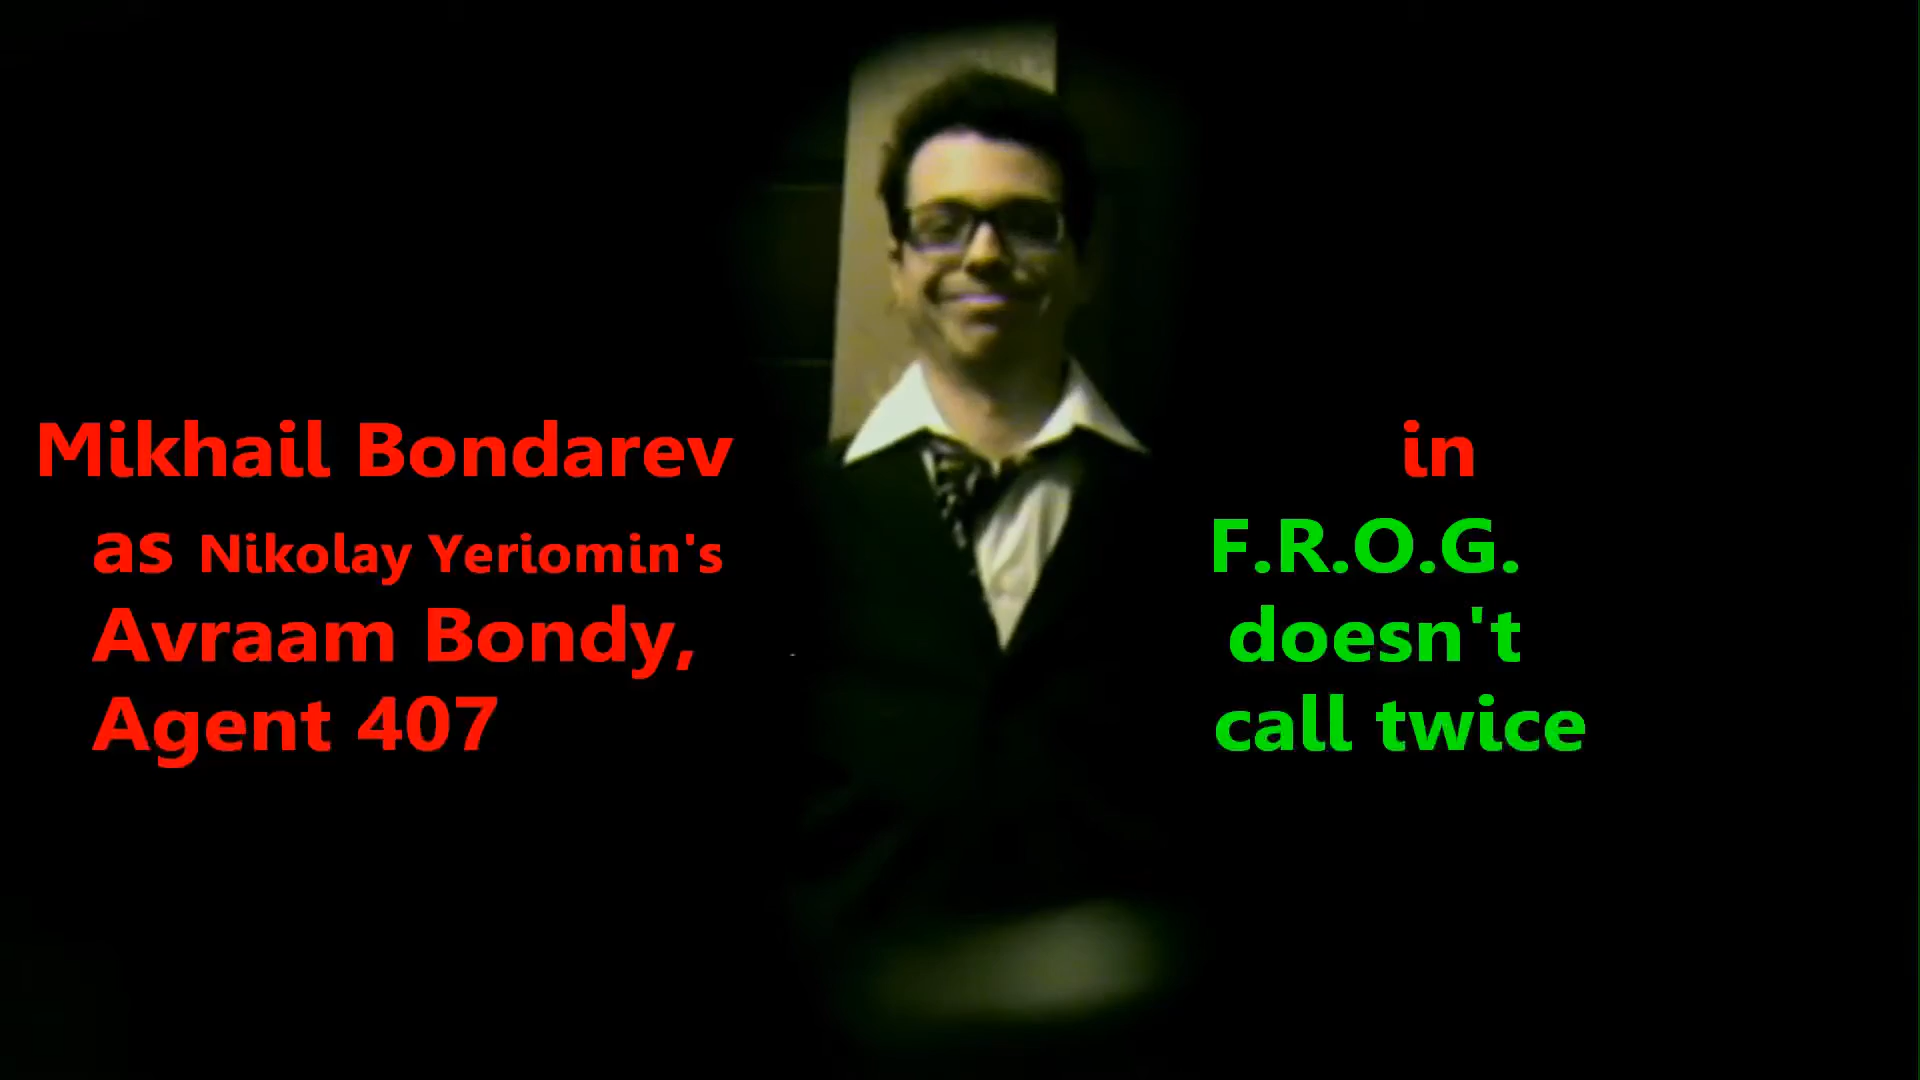 Mikhail Bondarev
as Nikolay Yeriomin's
Avraam Bondy,
Agent 407
in
F.R.O.G.
doesn't
call twice